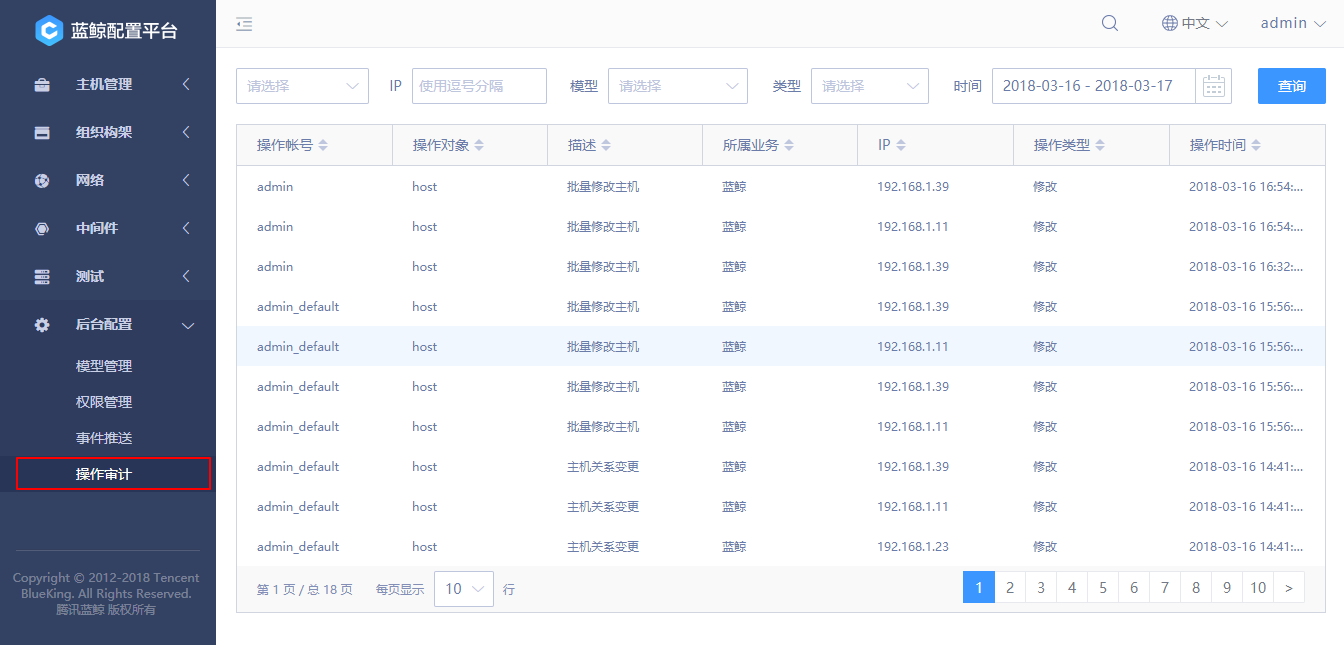 蓝鲸配置平台
主机管理
组织构架
网络
中间件
测试
后台配置
模型管理
权限管理
事件推送
操作审计
Copyright © 2012-2018 Tencent
BlueKing. All Rights Reserved.
腾讯蓝鲸 版权所有
中文 admin
请选择 IP 使用逗号分隔 模型 请选择 类型 请选择 时间 2018-03-16 - 2018-03-17 查询
操作帐号 操作对象 描述 所属业务 IP 操作类型 操作时间
admin host 批量修改主机 蓝鲸 192.168.1.39 修改 2018-03-16 16:54:...
admin host 批量修改主机 蓝鲸 192.168.1.11 修改 2018-03-16 16:54:...
admin host 批量修改主机 蓝鲸 192.168.1.39 修改 2018-03-16 16:32:...
admin_default host 批量修改主机 蓝鲸 192.168.1.39 修改 2018-03-16 15:56:...
admin_default host 批量修改主机 蓝鲸 192.168.1.11 修改 2018-03-16 15:56:...
admin_default host 批量修改主机 蓝鲸 192.168.1.39 修改 2018-03-16 15:56:...
admin_default host 批量修改主机 蓝鲸 192.168.1.11 修改 2018-03-16 15:56:...
admin_default host 主机关系变更 蓝鲸 192.168.1.39 修改 2018-03-16 14:41:...
admin_default host 主机关系变更 蓝鲸 192.168.1.11 修改 2018-03-16 14:41:...
admin_default host 主机关系变更 蓝鲸 192.168.1.23 修改 2018-03-16 14:41:...
第 1 页 / 总 18 页 每页显示 10 行 1 2 3 4 5 6 7 8 9 10 >